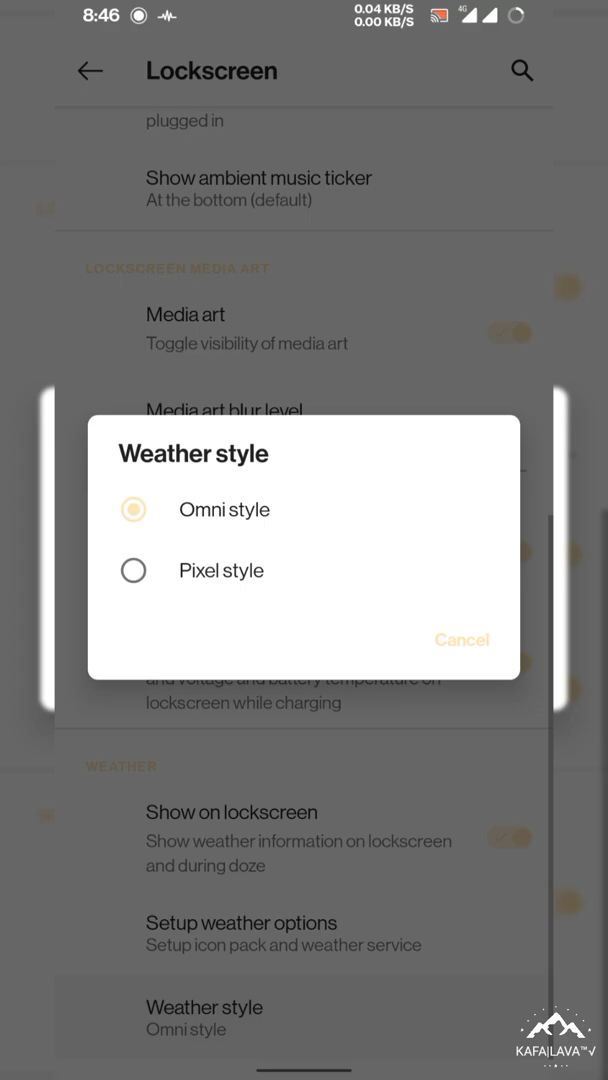 8:46
0.04 KB/S
0.00 KB/S
4G
Lockscreen
plugged in
Show ambient music ticker
At the bottom (default)
LOCKSCREEN MEDIA ART
Media art
Toggle visibility of media art
Media art blur level
Weather style
Omni style
Pixel style
Cancel
and voltage and battery temperature on
lockscreen while charging
WEATHER
Show on lockscreen
Show weather information on lockscreen
and during doze
Setup weather options
Setup icon pack and weather service
Weather style
Omni style
KAFA|LAVA™√